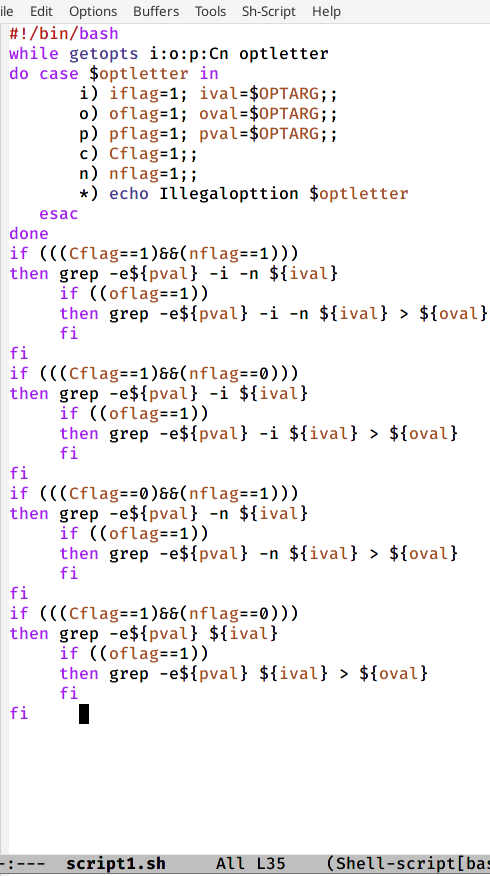 ile Edit Options Buffers Tools Sh-Script Help
#!/bin/bash
while getopts i:o:p:Cn optletter
do case $optletter in
       i) iflag=1; ival=$OPTARG;;
       o) oflag=1; oval=$OPTARG;;
       p) pflag=1; pval=$OPTARG;;
       c) Cflag=1;;
       n) nflag=1;;
       *) echo Illegalopttion $optletter
   esac
done
if (((Cflag==1)&&(nflag==1)))
then grep -e${pval} -i -n ${ival}
     if ((oflag==1))
     then grep -e${pval} -i -n ${ival} > ${oval}
     fi
fi
if (((Cflag==1)&&(nflag==0)))
then grep -e${pval} -i ${ival}
     if ((oflag==1))
     then grep -e${pval} -i ${ival} > ${oval}
     fi
fi
if (((Cflag==0)&&(nflag==1)))
then grep -e${pval} -n ${ival}
     if ((oflag==1))
     then grep -e${pval} -n ${ival} > ${oval}
     fi
fi
if (((Cflag==1)&&(nflag==0)))
then grep -e${pval} ${ival}
     if ((oflag==1))
     then grep -e${pval} ${ival} > ${oval}
     fi
fi
-:---  script1.sh     All L35    (Shell-script[bas